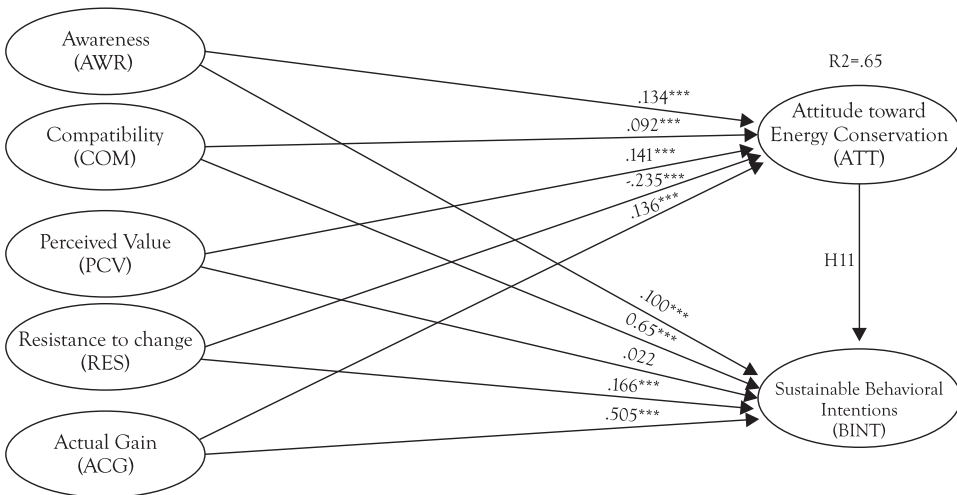 Awareness
(AWR)
Compatibility
(COM)
Perceived Value
(PCV)
Resistance to change
(RES)
Actual Gain
(ACG)
.134***
.092***
.141***
-.235***
.136***
.100***
0.65***
.022
.166***
.505***
R2=.65
Attitude toward
Energy Conservation
(ATT)
H11
Sustainable Behavioral
Intentions
(BINT)